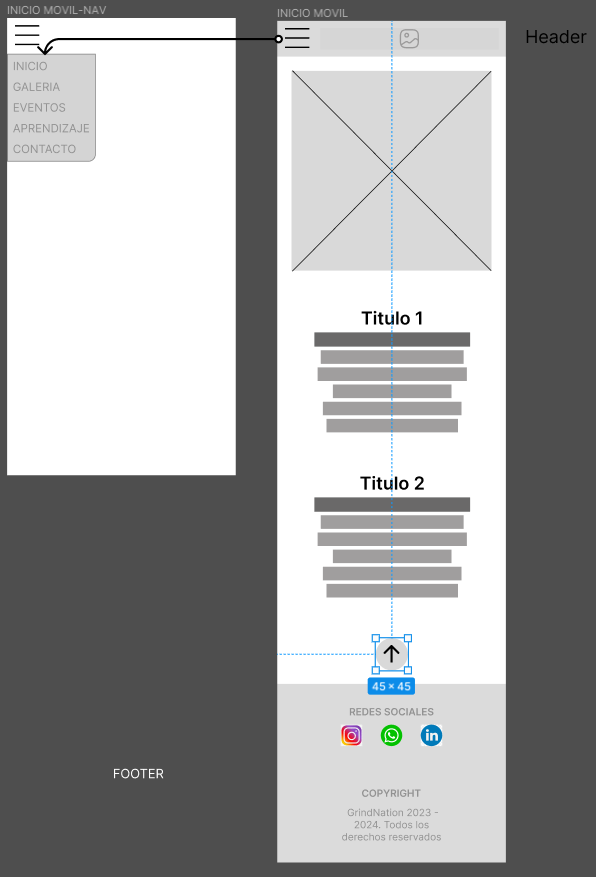 INICIO MOVIL-NAV
INICIO
GALERIA
EVENTOS
APRENDIZAJE
CONTACTO
INICIO MOVIL
Header
Titulo 1
Titulo 2
45 × 45
REDES SOCIALES
in
FOOTER
COPYRIGHT
GrindNation 2023 -
2024. Todos los
derechos reservados